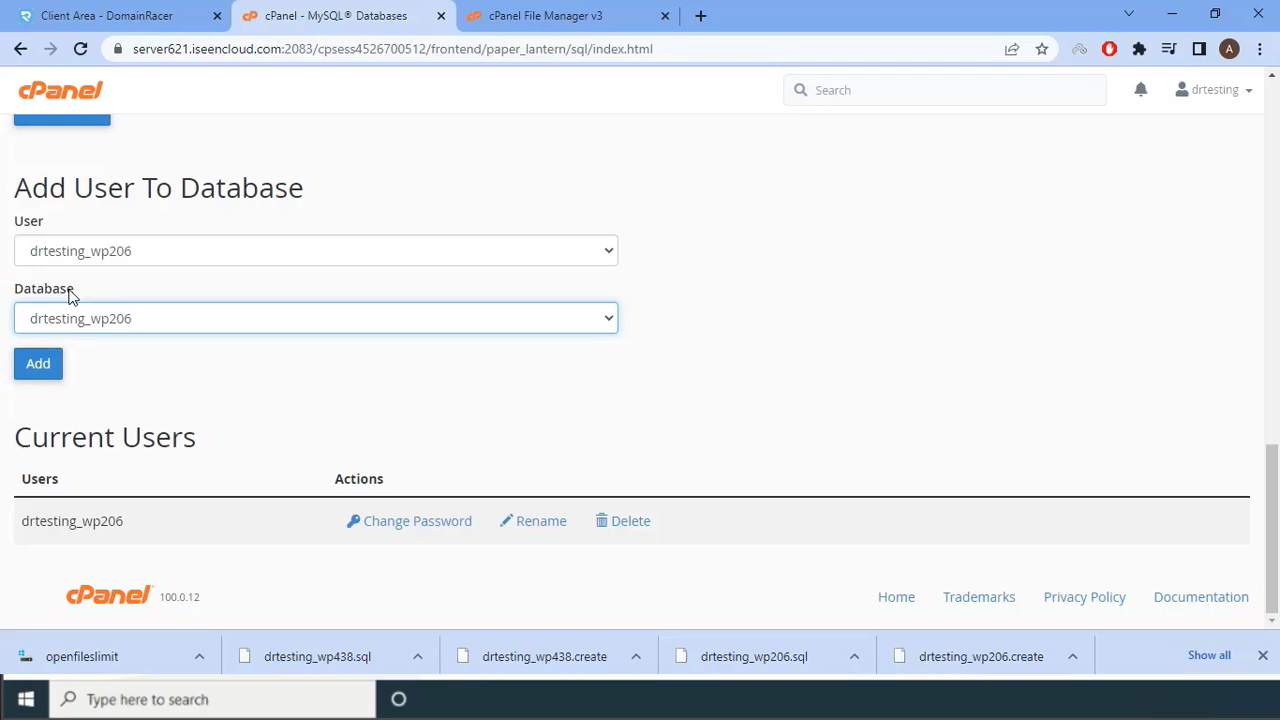 Client Area - DomainRacer
cPanel - MySQL® Databases
cPanel File Manager v3
server621.iseencloud.com:2083/cpsess4526700512/frontend/paper_lantern/sql/index.html
A
cPanel
Search
drtesting
Add User To Database
User
drtesting_wp206
Database
drtesting_wp206
Add
Current Users
Users
Actions
drtesting_wp206
Change Password
Rename
Delete
cPanel
100.0.12
Home
Trademarks
Privacy Policy
Documentation
openfileslimit
drtesting_wp438.sql
drtesting_wp438.create
drtesting_wp206.sql
drtesting_wp206.create
Show all
Type here to search